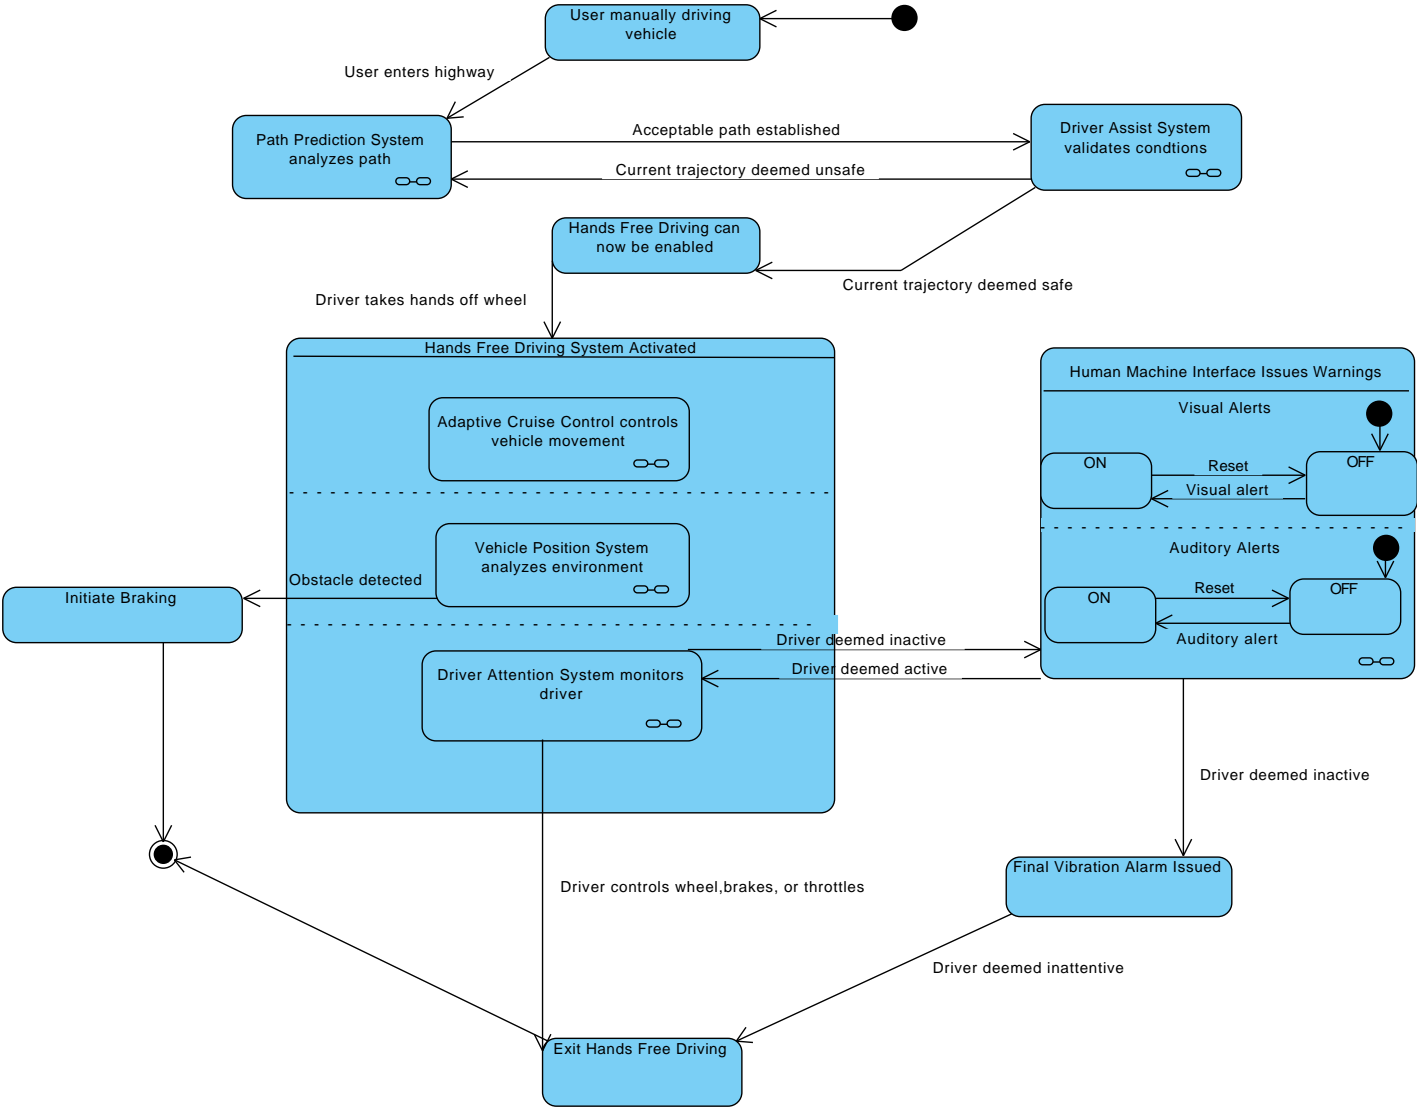 User manually driving
vehicle
User enters highway
Path Prediction System
analyzes path
Acceptable path established
Current trajectory deemed unsafe
Driver Assist System
validates condtions
Hands Free Driving can
now be enabled
Current trajectory deemed safe
Driver takes hands off wheel
Hands Free Driving System Activated
Adaptive Cruise Control controls
vehicle movement
Vehicle Position System
analyzes environment
Obstacle detected
Initiate Braking
Driver Attention System monitors
driver
Driver deemed inactive
Driver deemed active
Human Machine Interface Issues Warnings
Visual Alerts
ON
Reset
Visual alert
OFF
Auditory Alerts
ON
Reset
Auditory alert
OFF
Driver deemed inactive
Final Vibration Alarm Issued
Driver controls wheel,brakes, or throttles
Driver deemed inattentive
Exit Hands Free Driving